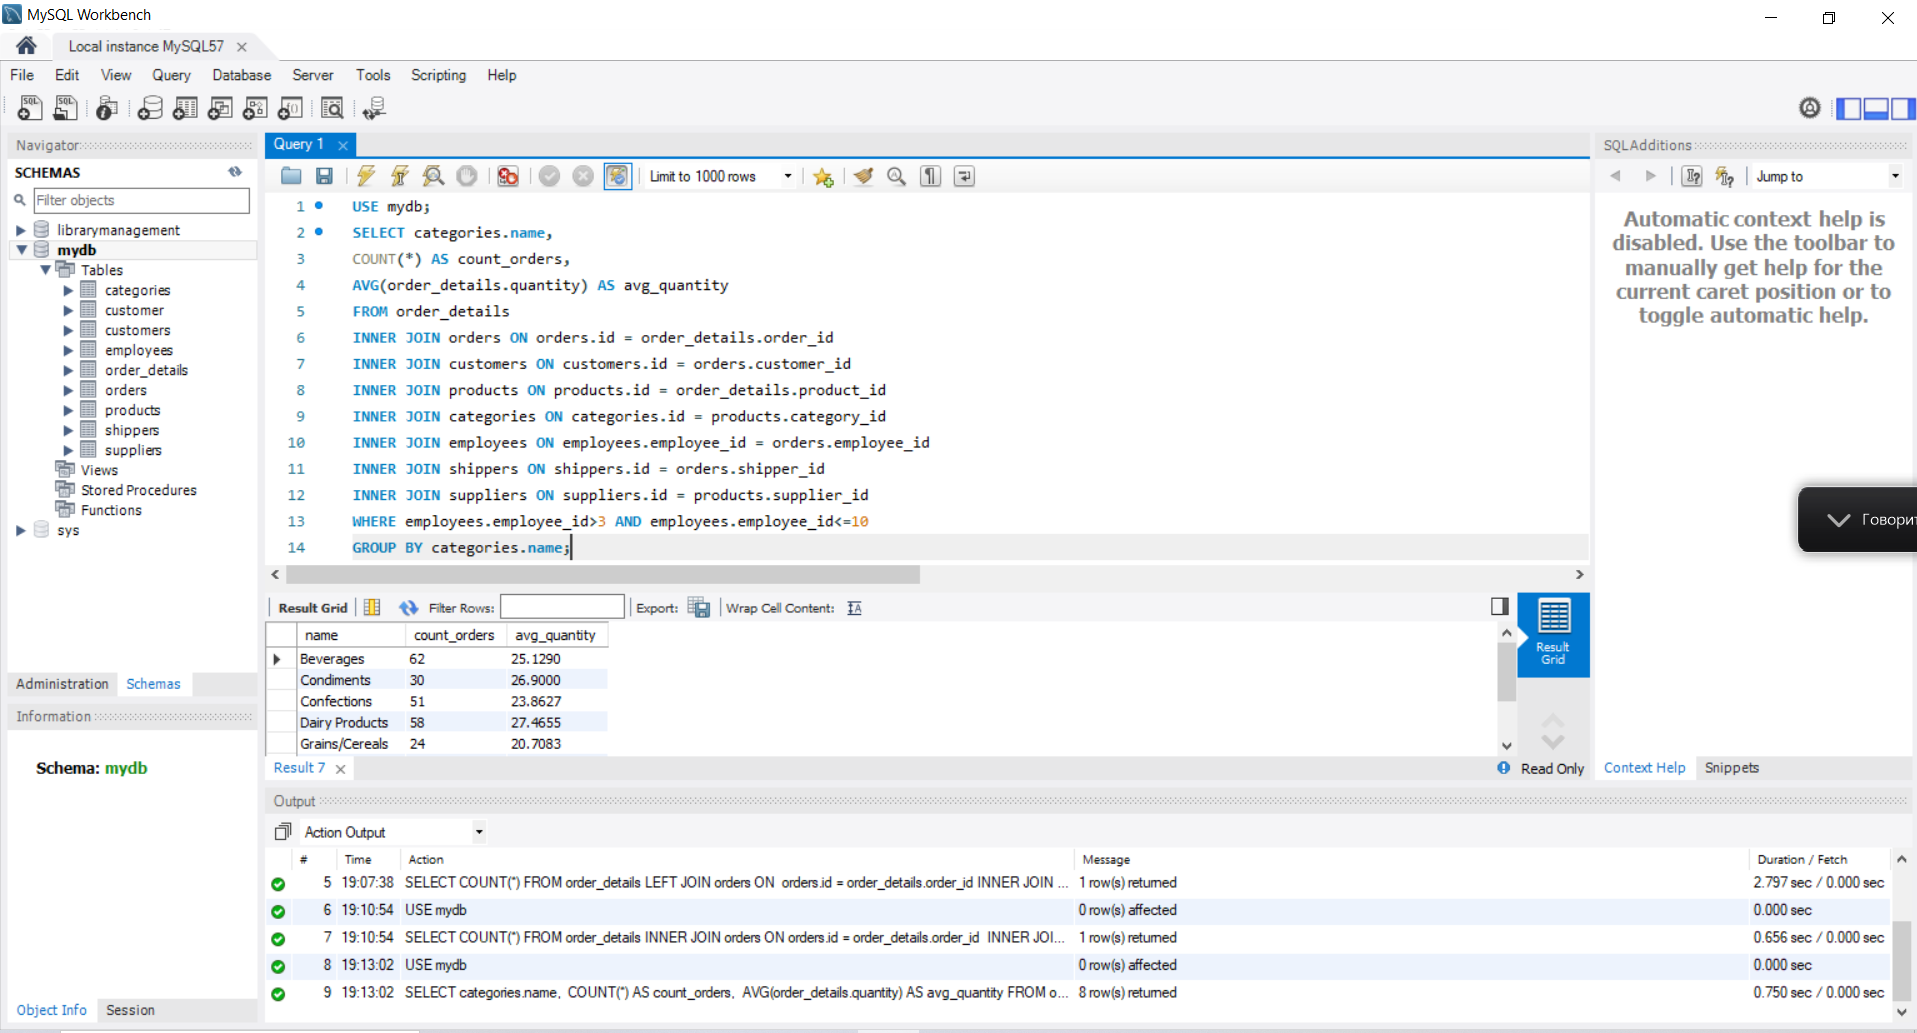 MySQL Workbench
Local instance MySQL57
File Edit View Query Database Server Tools Scripting Help
Navigator
SCHEMAS
Filter objects
librarymanagement
mydb
Tables
categories
customer
customers
employees
order_details
orders
products
shippers
suppliers
Views
Stored Procedures
Functions
sys
Administration Schemas
Information
Schema: mydb
Object Info Session
Query 1
Limit to 1000 rows
1 USE mydb;
2 SELECT categories.name,
3 COUNT(*) AS count_orders,
4 AVG(order_details.quantity) AS avg_quantity
5 FROM order_details
6 INNER JOIN orders ON orders.id = order_details.order_id
7 INNER JOIN customers ON customers.id = orders.customer_id
8 INNER JOIN products ON products.id = order_details.product_id
9 INNER JOIN categories ON categories.id = products.category_id
10 INNER JOIN employees ON employees.employee_id = orders.employee_id
11 INNER JOIN shippers ON shippers.id = orders.shipper_id
12 INNER JOIN suppliers ON suppliers.id = products.supplier_id
13 WHERE employees.employee_id>3 AND employees.employee_id<=10
14 GROUP BY categories.name;
Result Grid Filter Rows: Export: Wrap Cell Content:
name count_orders avg_quantity
Beverages 62 25.1290
Condiments 30 26.9000
Confections 51 23.8627
Dairy Products 58 27.4655
Grains/Cereals 24 20.7083
Result Grid
Result 7
Read Only
SQLAdditions
Jump to
Automatic context help is
disabled. Use the toolbar to
manually get help for the
current caret position or to
toggle automatic help.
Говорит
Context Help Snippets
Output
Action Output
# Time Action Message Duration / Fetch
5 19:07:38 SELECT COUNT(*) FROM order_details LEFT JOIN orders ON orders.id = order_details.order_id INNER JOIN ... 1 row(s) returned 2.797 sec / 0.000 sec
6 19:10:54 USE mydb 0 row(s) affected 0.000 sec
7 19:10:54 SELECT COUNT(*) FROM order_details INNER JOIN orders ON orders.id = order_details.order_id INNER JOI... 1 row(s) returned 0.656 sec / 0.000 sec
8 19:13:02 USE mydb 0 row(s) affected 0.000 sec
9 19:13:02 SELECT categories.name, COUNT(*) AS count_orders, AVG(order_details.quantity) AS avg_quantity FROM o... 8 row(s) returned 0.750 sec / 0.000 sec